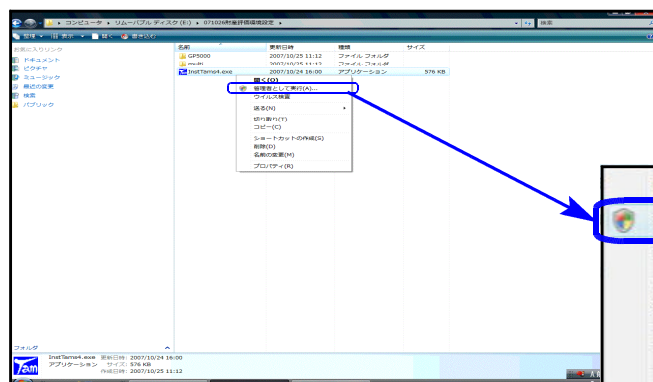 コンピュータ ▸ リムーバブル ディスク (E:) ▸ 071026財産評価環境設定 ▸
検索
整理 表示 開く 書き込む
お気に入りリンク
ドキュメント
ピクチャ
ミュージック
最近の変更
検索
パブリック
名前 更新日時 種類 サイズ
GP5000 2007/10/25 11:12 ファイル フォルダ
multi 2007/10/25 11:12 ファイル フォルダ
InstTams4.exe 2007/10/24 16:00 アプリケーション 576 KB
開く(O)
管理者として実行(A)...
ウイルス検索
送る(N)
切り取り(T)
コピー(C)
ショートカットの作成(S)
削除(D)
名前の変更(M)
プロパティ(R)
フォルダ
InstTams4.exe 更新日時: 2007/10/24 16:00
アプリケーション サイズ: 576 KB
作成日時: 2007/10/25 11:12
Tam